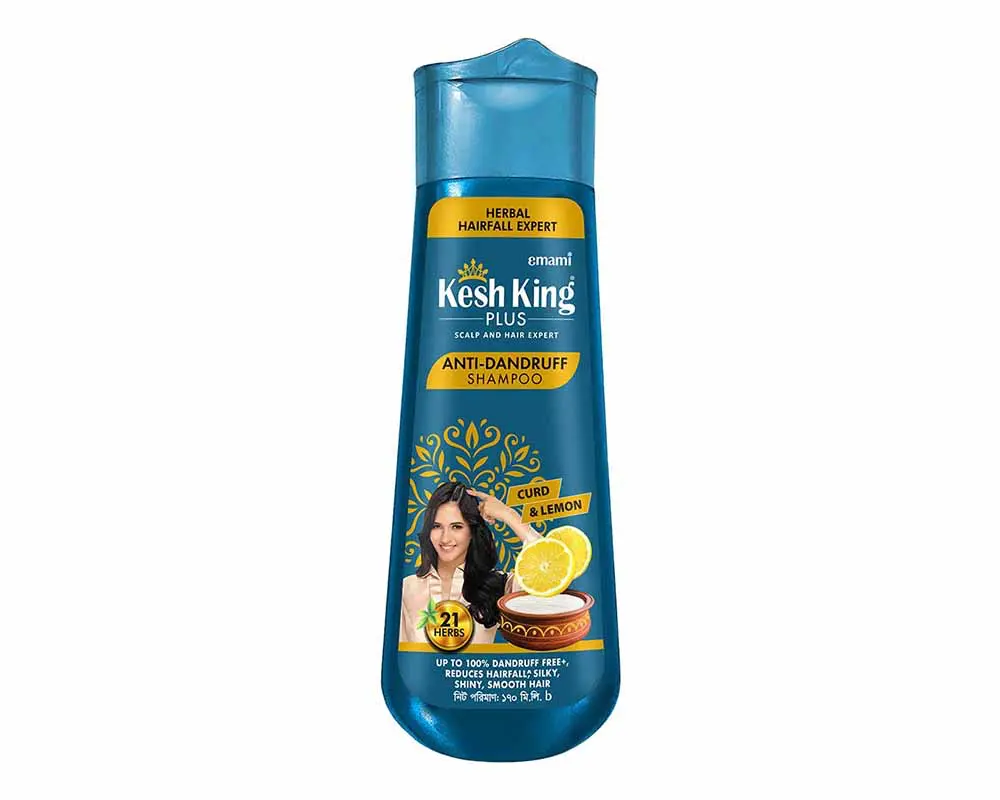 HERBAL
HAIRFALL EXPERT
emami
Kesh King®
PLUS
SCALP AND HAIR EXPERT
ANTI-DANDRUFF
SHAMPOO
CURD
& LEMON
21
HERBS
UP TO 100% DANDRUFF FREE+,
REDUCES HAIRFALL^, SILKY,
SHINY, SMOOTH HAIR
নিট পরিমাণ: ১৭০ মি.লি. b